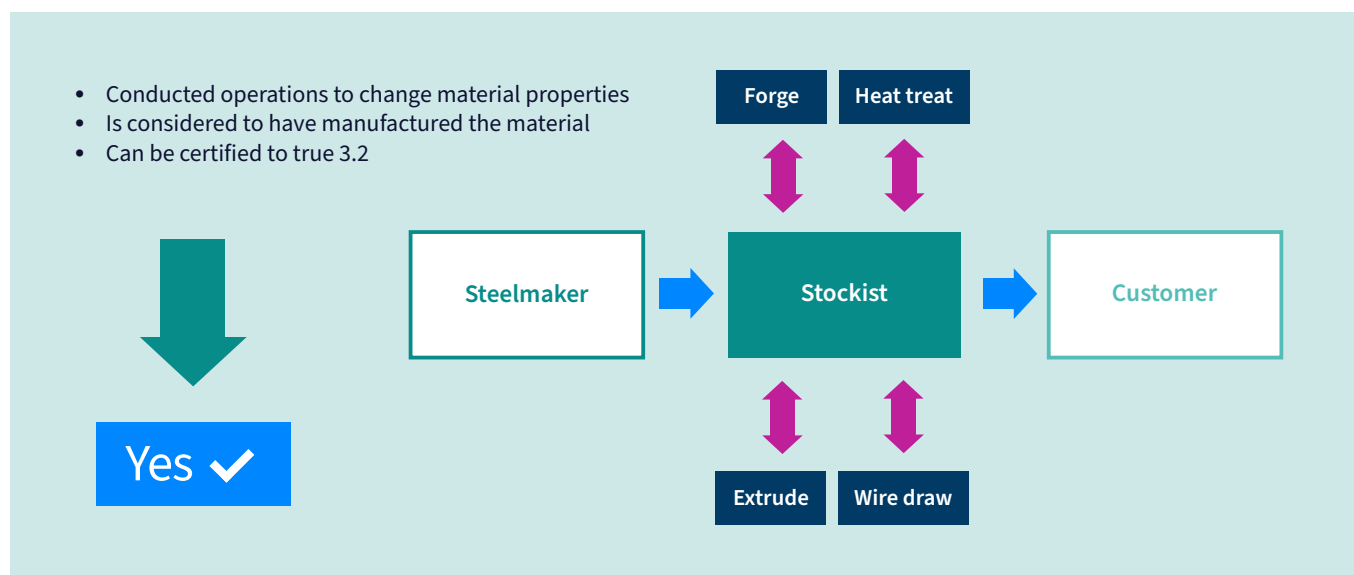 • Conducted operations to change material properties
• Is considered to have manufactured the material
• Can be certified to true 3.2
Forge
Heat treat
Steelmaker
Stockist
Customer
Yes ✓
Extrude
Wire draw